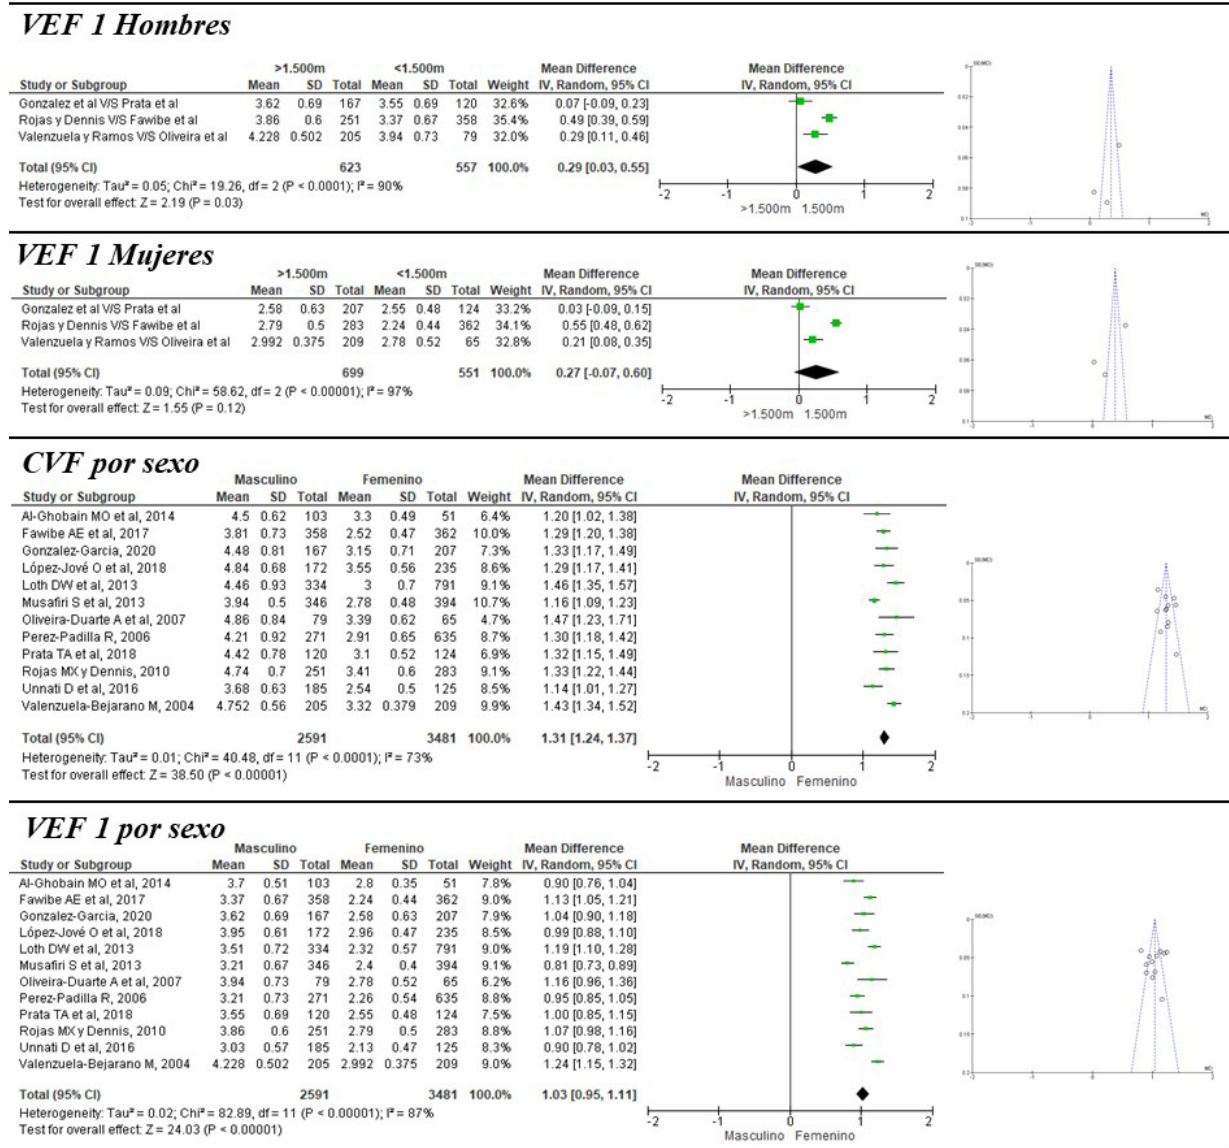 VEF 1 Hombres
>1.500m <1.500m Mean Difference Mean Difference
Study or Subgroup Mean SD Total Mean SD Total Weight IV, Random, 95% CI IV, Random, 95% CI
Gonzalez et al V/S Prata et al 3.62 0.69 167 3.55 0.69 120 32.6% 0.07 [-0.09, 0.23]
Rojas y Dennis V/S Fawibe et al 3.86 0.6 251 3.37 0.67 358 35.4% 0.49 [0.39, 0.59]
Valenzuela y Ramos V/S Oliveira et al 4.228 0.502 205 3.94 0.73 79 32.0% 0.29 [0.11, 0.46]
Total (95% CI) 623 557 100.0% 0.29 [0.03, 0.55]
Heterogeneity: Tau² = 0.05; Chi² = 19.26, df = 2 (P < 0.0001); I² = 90%
Test for overall effect: Z = 2.19 (P = 0.03)
-2 -1 0 1 2
>1.500m 1.500m
VEF 1 Mujeres
>1.500m <1.500m Mean Difference Mean Difference
Study or Subgroup Mean SD Total Mean SD Total Weight IV, Random, 95% CI IV, Random, 95% CI
Gonzalez et al V/S Prata et al 2.58 0.63 207 2.55 0.48 124 33.2% 0.03 [-0.09, 0.15]
Rojas y Dennis V/S Fawibe et al 2.79 0.5 283 2.24 0.44 362 34.1% 0.55 [0.48, 0.62]
Valenzuela y Ramos V/S Oliveira et al 2.992 0.375 209 2.78 0.52 65 32.8% 0.21 [0.08, 0.35]
Total (95% CI) 699 551 100.0% 0.27 [-0.07, 0.60]
Heterogeneity: Tau² = 0.09; Chi² = 58.62, df = 2 (P < 0.00001); I² = 97%
Test for overall effect: Z = 1.55 (P = 0.12)
-2 -1 0 1 2
>1.500m 1.500m
CVF por sexo
Masculino Femenino Mean Difference Mean Difference
Study or Subgroup Mean SD Total Mean SD Total Weight IV, Random, 95% CI IV, Random, 95% CI
Al-Ghobain MO et al, 2014 4.5 0.62 103 3.3 0.49 51 6.4% 1.20 [1.02, 1.38]
Fawibe AE et al, 2017 3.81 0.73 358 2.52 0.47 362 10.0% 1.29 [1.20, 1.38]
Gonzalez-Garcia, 2020 4.48 0.81 167 3.15 0.71 207 7.3% 1.33 [1.17, 1.49]
López-Jové O et al, 2018 4.84 0.68 172 3.55 0.56 235 8.7% 1.29 [1.17, 1.41]
Loth DW et al, 2013 4.46 0.93 334 3 0.7 791 9.1% 1.46 [1.35, 1.57]
Musafiri S et al, 2013 3.94 0.5 346 2.78 0.48 394 10.7% 1.16 [1.09, 1.23]
Oliveira-Duarte A et al, 2007 4.86 0.84 79 3.39 0.62 65 4.7% 1.47 [1.23, 1.71]
Perez-Padilla R, 2006 4.21 0.92 271 2.91 0.65 635 8.8% 1.30 [1.18, 1.42]
Prata TA et al, 2018 4.42 0.78 120 3.1 0.52 124 6.9% 1.32 [1.15, 1.49]
Rojas MX y Dennis, 2010 4.74 0.7 251 3.41 0.6 283 9.1% 1.33 [1.22, 1.44]
Unnati D et al, 2016 3.68 0.63 185 2.54 0.5 125 8.5% 1.14 [1.01, 1.27]
Valenzuela-Bejarano M, 2004 4.752 0.56 205 3.32 0.379 209 9.9% 1.43 [1.34, 1.52]
Total (95% CI) 2591 3481 100.0% 1.31 [1.24, 1.37]
Heterogeneity: Tau² = 0.01; Chi² = 40.48, df = 11 (P < 0.0001); I² = 73%
Test for overall effect: Z = 38.50 (P < 0.00001)
-2 -1 0 1 2
Masculino Femenino
VEF 1 por sexo
Masculino Femenino Mean Difference Mean Difference
Study or Subgroup Mean SD Total Mean SD Total Weight IV, Random, 95% CI IV, Random, 95% CI
Al-Ghobain MO et al, 2014 3.7 0.51 103 2.8 0.35 51 7.8% 0.90 [0.76, 1.04]
Fawibe AE et al, 2017 3.37 0.67 358 2.24 0.44 362 9.1% 1.13 [1.05, 1.21]
Gonzalez-Garcia, 2020 3.62 0.69 167 2.58 0.63 207 7.9% 1.04 [0.90, 1.18]
López-Jové O et al, 2018 3.95 0.61 172 2.96 0.47 235 8.5% 0.99 [0.88, 1.10]
Loth DW et al, 2013 3.51 0.72 334 2.32 0.57 791 9.0% 1.19 [1.10, 1.28]
Musafiri S et al, 2013 3.21 0.67 346 2.4 0.4 394 9.1% 0.81 [0.73, 0.89]
Oliveira-Duarte A et al, 2007 3.94 0.73 79 2.78 0.52 65 6.2% 1.16 [0.96, 1.36]
Perez-Padilla R, 2006 3.21 0.73 271 2.26 0.54 635 8.8% 0.95 [0.85, 1.05]
Prata TA et al, 2018 3.55 0.69 120 2.55 0.48 124 7.5% 1.00 [0.85, 1.15]
Rojas MX y Dennis, 2010 3.86 0.6 251 2.79 0.5 283 8.9% 1.07 [0.98, 1.16]
Unnati D et al, 2016 3.03 0.57 185 2.13 0.47 125 8.3% 0.90 [0.78, 1.02]
Valenzuela-Bejarano M, 2004 4.228 0.502 205 2.992 0.375 209 9.0% 1.24 [1.15, 1.32]
Total (95% CI) 2591 3481 100.0% 1.03 [0.95, 1.11]
Heterogeneity: Tau² = 0.02; Chi² = 82.89, df = 11 (P < 0.00001); I² = 87%
Test for overall effect: Z = 24.03 (P < 0.00001)
-2 -1 0 1 2
Masculino Femenino